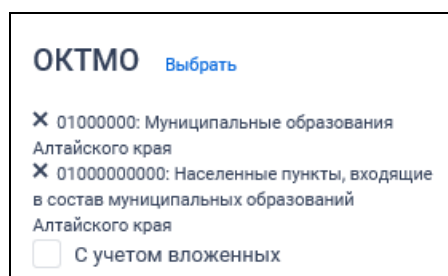 ОКТМО Выбрать
✕ 01000000: Муниципальные образования
Алтайского края
✕ 01000000000: Населенные пункты, входящие
в состав муниципальных образований
Алтайского края
С учетом вложенных